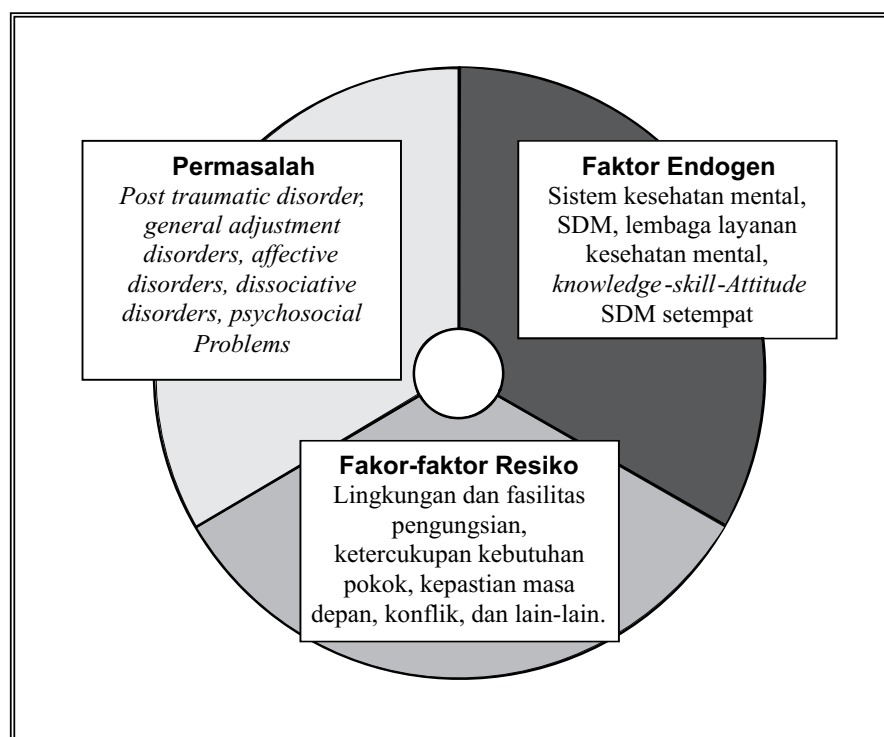 Permasalah
Post traumatic disorder,
general adjustment
disorders, affective
disorders, dissociative
disorders, psychosocial
Problems
Faktor Endogen
Sistem kesehatan mental,
SDM, lembaga layanan
kesehatan mental,
knowledge-skill-Attitude
SDM setempat
Fakor-faktor Resiko
Lingkungan dan fasilitas
pengungsian,
ketercukupan kebutuhan
pokok, kepastian masa
depan, konflik, dan lain-lain.